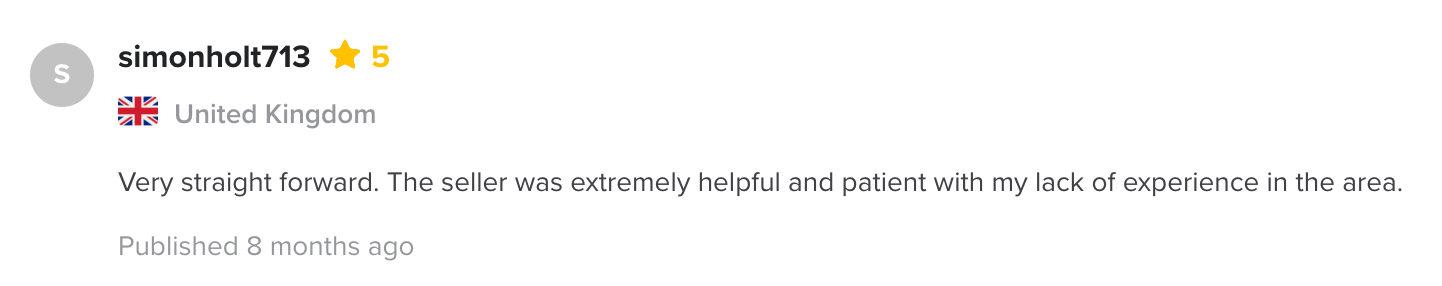 S
simonholt713 5
United Kingdom
Very straight forward. The seller was extremely helpful and patient with my lack of experience in the area.
Published 8 months ago